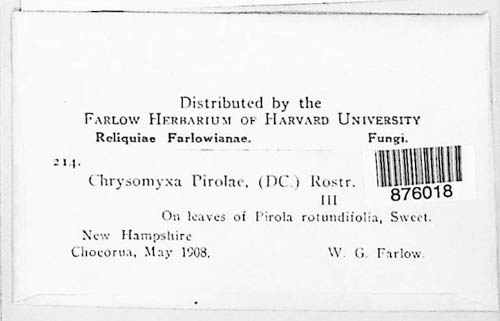 Distributed by the
FARLOW HERBARIUM OF HARVARD UNIVERSITY
Reliquiae Farlowianae. Fungi.
214.
Chrysomyxa Pirolae, (DC.) Rostr.
III
876018
On leaves of Pirola rotundifolia, Sweet.
New Hampshire
Chocorua, May 1908. W. G. Farlow.